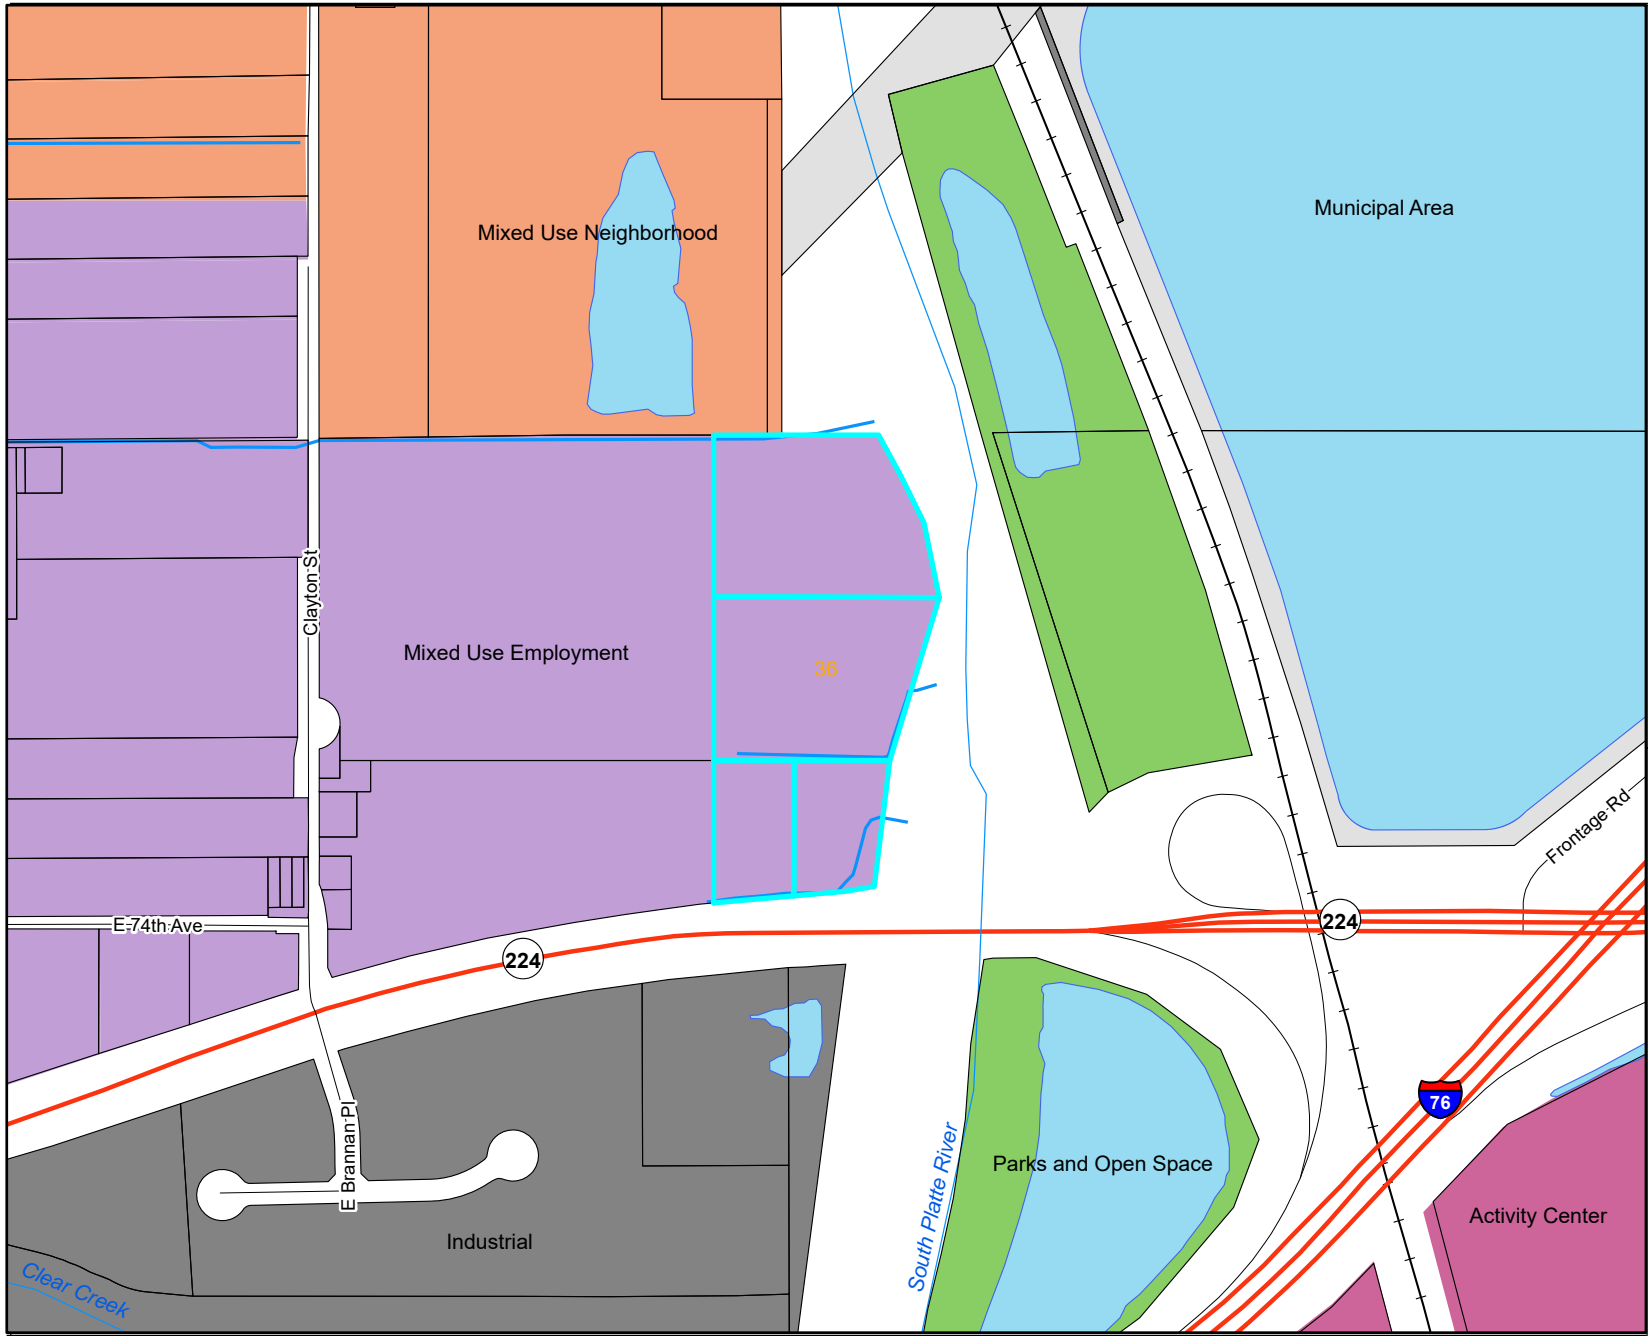 Municipal Area
Mixed Use Neighborhood
Clayton St
Mixed Use Employment
36
Frontage Rd
E 74th Ave
224
224
76
E Brannan Pl
South Platte River
Parks and Open Space
Activity Center
Industrial
Clear Creek